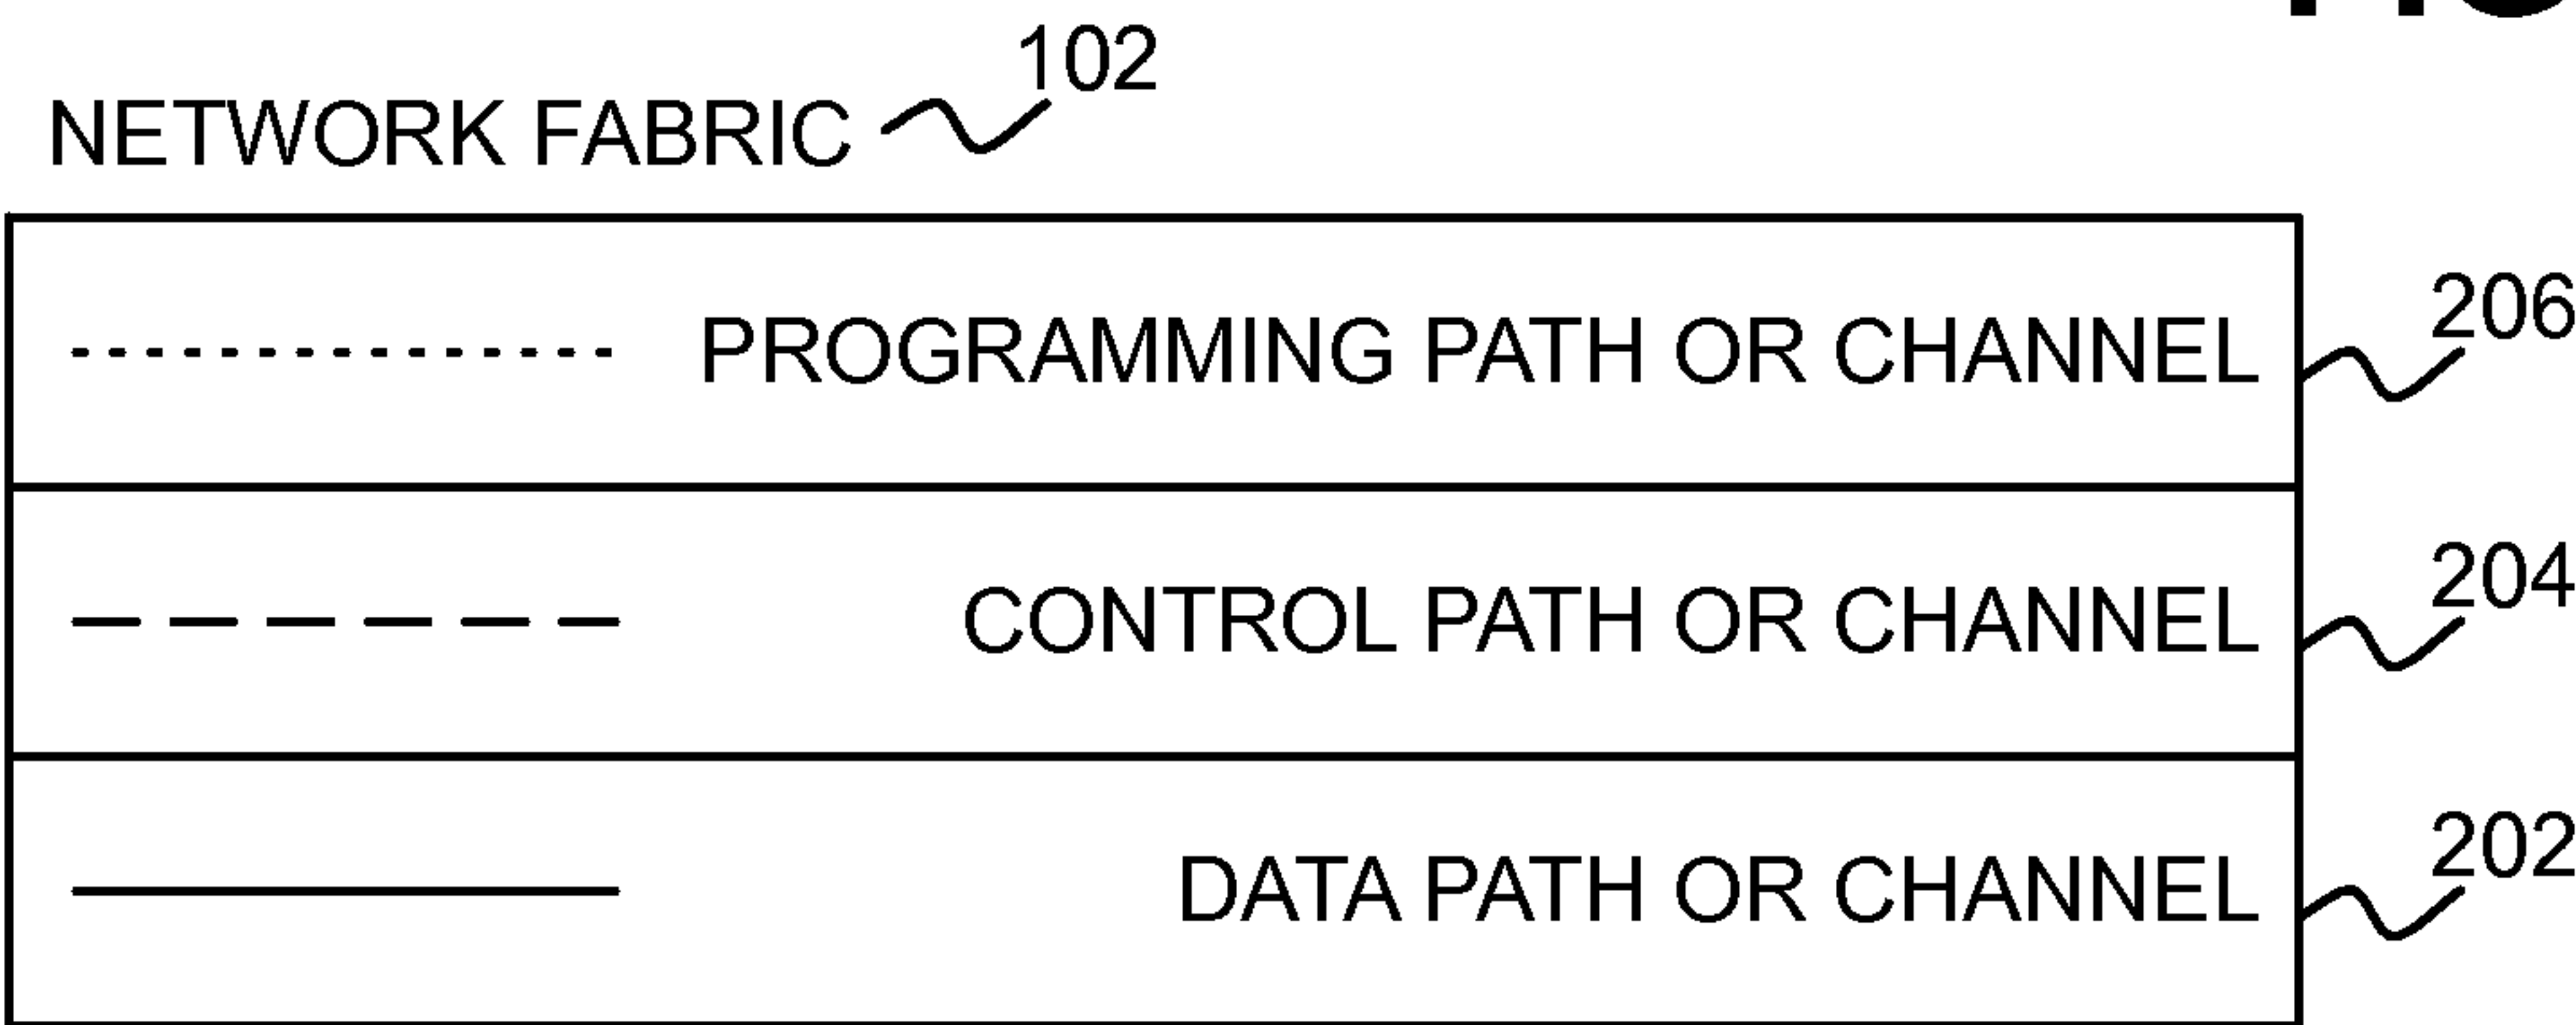 102
NETWORK FABRIC
206
PROGRAMMING PATH OR CHANNEL
204
CONTROL PATH OR CHANNEL
202
DATA PATH OR CHANNEL